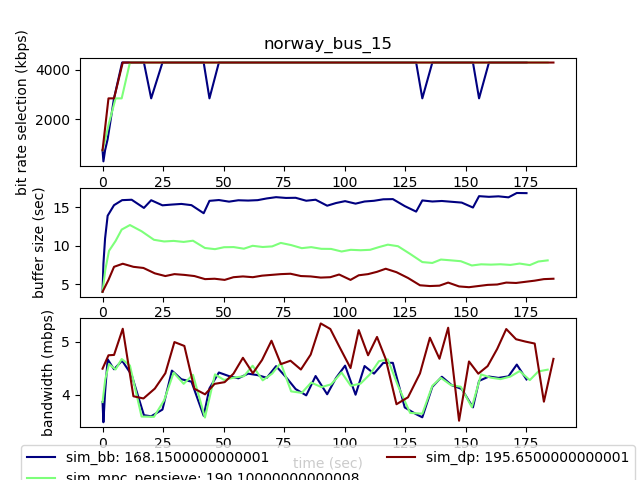 norway_bus_15
bit rate selection (kbps)
4000
2000
0 25 50 75 100 125 150 175
buffer size (sec)
15
10
5
0 25 50 75 100 125 150 175
bandwidth (mbps)
5
4
0 25 50 75 100 125 150 175
time (sec)
sim_bb: 168.1500000000001
sim_dp: 195.6500000000001
sim_mpc_pensieve: 190.10000000000008